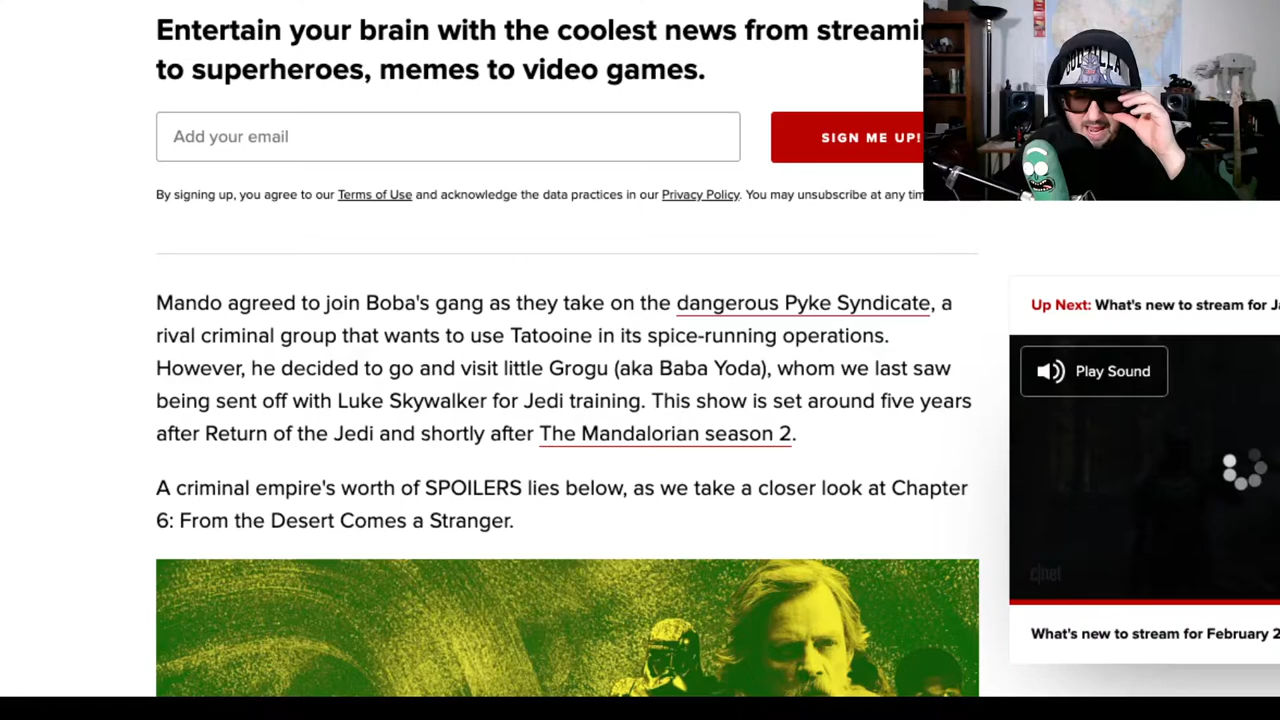 Entertain your brain with the coolest news from streami
to superheroes, memes to video games.
Add your email
SIGN ME UP!
By signing up, you agree to our Terms of Use and acknowledge the data practices in our Privacy Policy. You may unsubscribe at any tim
GODZILLA
Mando agreed to join Boba's gang as they take on the dangerous Pyke Syndicate, a
rival criminal group that wants to use Tatooine in its spice-running operations.
However, he decided to go and visit little Grogu (aka Baba Yoda), whom we last saw
being sent off with Luke Skywalker for Jedi training. This show is set around five years
after Return of the Jedi and shortly after The Mandalorian season 2.
A criminal empire's worth of SPOILERS lies below, as we take a closer look at Chapter
6: From the Desert Comes a Stranger.
Up Next: What's new to stream for Ja
Play Sound
c|net
What's new to stream for February 2